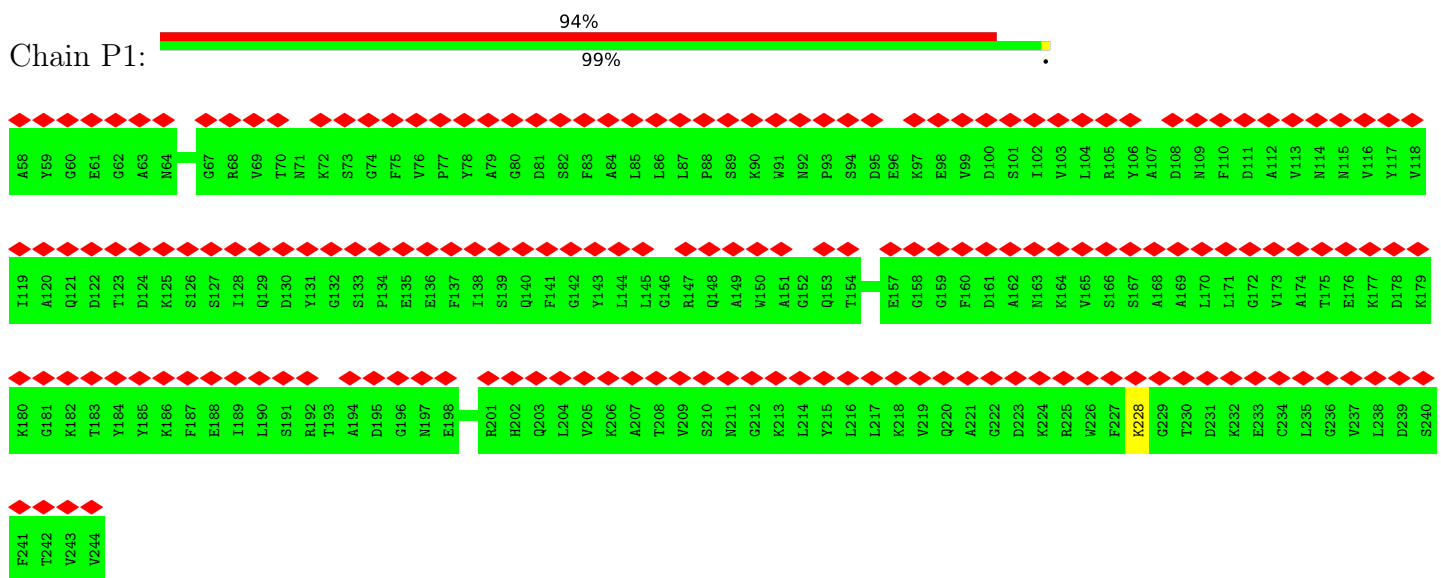 94%
Chain P1:
99% .
A58 Y59 G60 E61 G62 A63 N64 G67 R68 V69 T70 N71 K72 S73 G74 F75 V76 P77 Y78 A79 G80 D81 S82 F83 A84 L85 L86 L87 P88 S89 K90 W91 N92 P93 S94 D95 E96 K97 E98 V99 D100 S101 I102 V103 L104 R105 Y106 A107 D108 N109 F110 D111 A112 V113 N114 N115 V116 Y117 V118
I119 A120 Q121 D122 T123 D124 K125 S126 S127 I128 Q129 D130 Y131 G132 S133 P134 E135 E136 F137 I138 S139 Q140 F141 G142 Y143 L144 L145 G146 R147 Q148 A149 W150 A151 G152 Q153 T154 E157 G158 G159 F160 D161 A162 N163 K164 V165 S166 S167 A168 A169 L170 L171 G172 V173 A174 T175 E176 K177 D178 K179
K180 G181 K182 T183 Y184 Y185 K186 F187 E188 I189 L190 S191 R192 T193 A194 D195 G196 N197 E198 R201 H202 Q203 L204 V205 K206 A207 T208 V209 S210 N211 G212 K213 L214 Y215 L216 L217 K218 V219 Q220 A221 G222 D223 K224 R225 W226 F227 K228 G229 T230 D231 K232 E233 C234 L235 G236 V237 L238 D239 S240
F241 T242 V243 V244